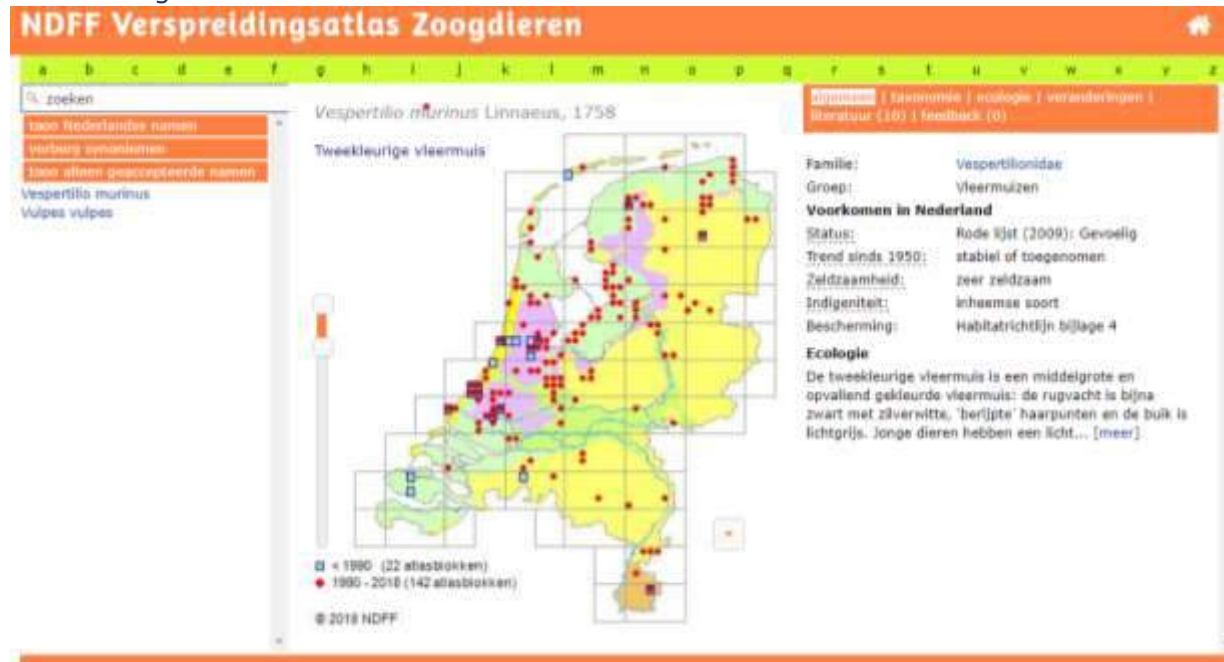 NDFF Verspreidingsatlas Zoogdieren
a b c d e f g h i j k l m n o p q r s t u v w x y z
zoeken
toon Nederlandse namen
verberg synoniemen
toon alleen geaccepteerde namen
Vespertilio murinus
Vulpes vulpes
Vespertilio murinus Linnaeus, 1758
Tweekleurige vleermuis
< 1990 (22 atlasblokken)
1990 - 2018 (142 atlasblokken)
© 2018 NDFF
algemeen | taxonomie | ecologie | veranderingen |
literatuur (10) | feedback (0)
Familie: Vespertilionidae
Groep: Vleermuizen
Voorkomen in Nederland
Status: Rode lijst (2009): Gevoelig
Trend sinds 1950: stabiel of toegenomen
Zeldzaamheid: zeer zeldzaam
Indigeniteit: inheemse soort
Bescherming: Habitatrichtlijn bijlage 4
Ecologie
De tweekleurige vleermuis is een middelgrote en
opvallend gekleurde vleermuis: de rugvacht is bijna
zwart met zilverwitte, 'berijpte' haarpunten en de buik is
lichtgrijs. Jonge dieren hebben een licht... [meer]